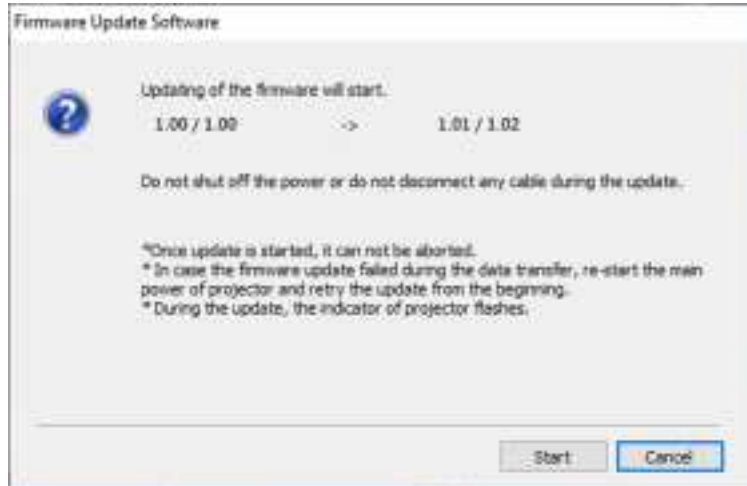 Firmware Update Software
Updating of the firmware will start.
1.00 / 1.00 -> 1.01 / 1.02
Do not shut off the power or do not disconnect any cable during the update.
*Once update is started, it can not be aborted.
* In case the firmware update failed during the data transfer, re-start the main
power of projector and retry the update from the beginning.
* During the update, the indicator of projector flashes.
Start Cancel